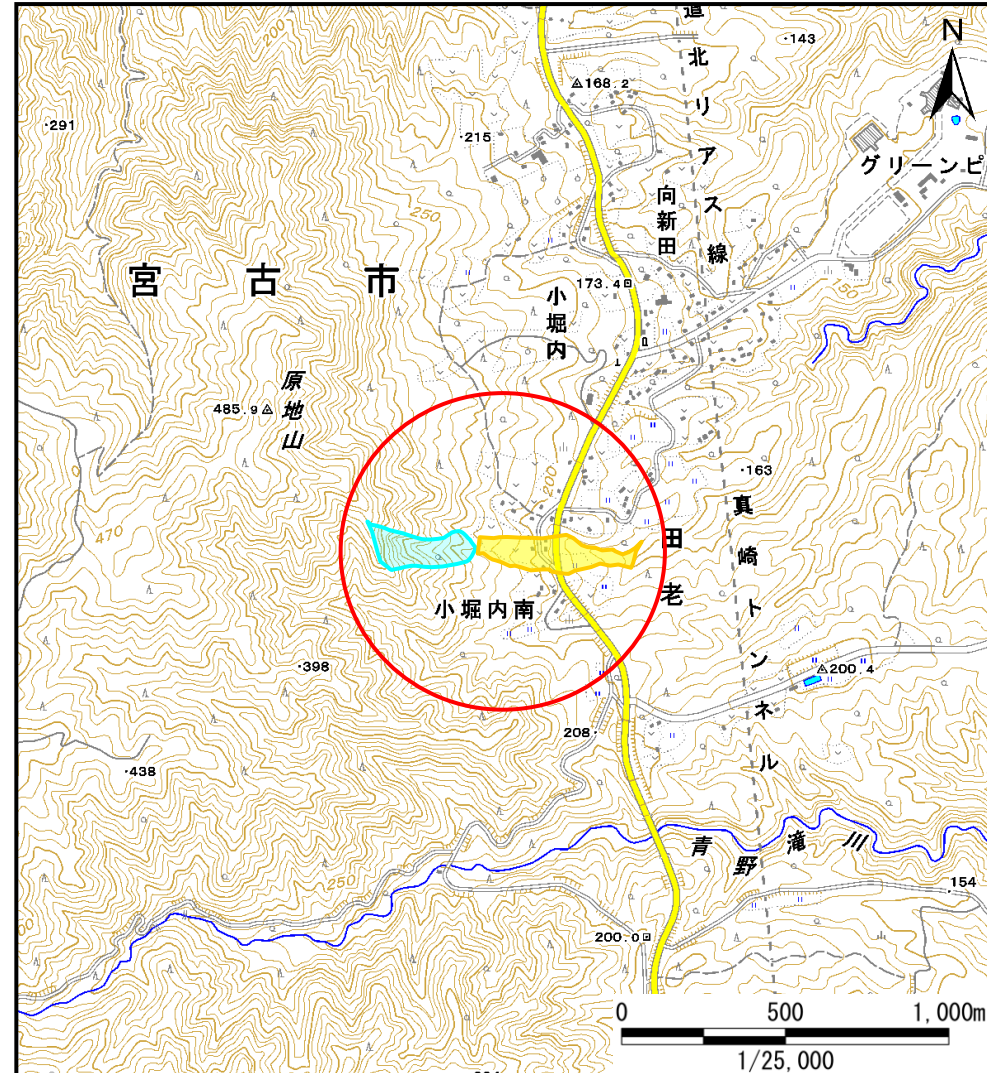 N
道北リアス線
・143
△168.2
・291
・215
グリーンピ
250
向新田
宮古市
173.4
小堀内
150
原地山
485.9△
200
・163
真崎トンネル
田老
小堀内南
・398
△200.4
208・
・438
青野滝川
250
・154
200.0
0 500 1,000m
1/25,000